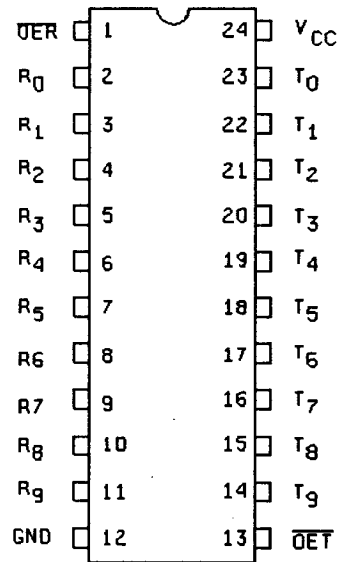 OER 1 24 VCC
R0 2 23 T0
R1 3 22 T1
R2 4 21 T2
R3 5 20 T3
R4 6 19 T4
R5 7 18 T5
R6 8 17 T6
R7 9 16 T7
R8 10 15 T8
R9 11 14 T9
GND 12 13 OET